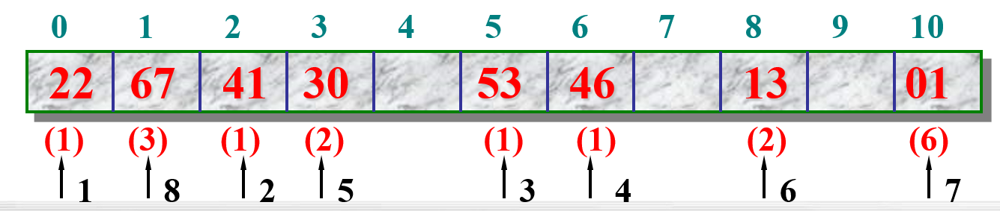 0 1 2 3 4 5 6 7 8 9 10
22 67 41 30 53 46 13 01
(1) (3) (1) (2) (1) (1) (2) (6)
1 8 2 5 3 4 6 7